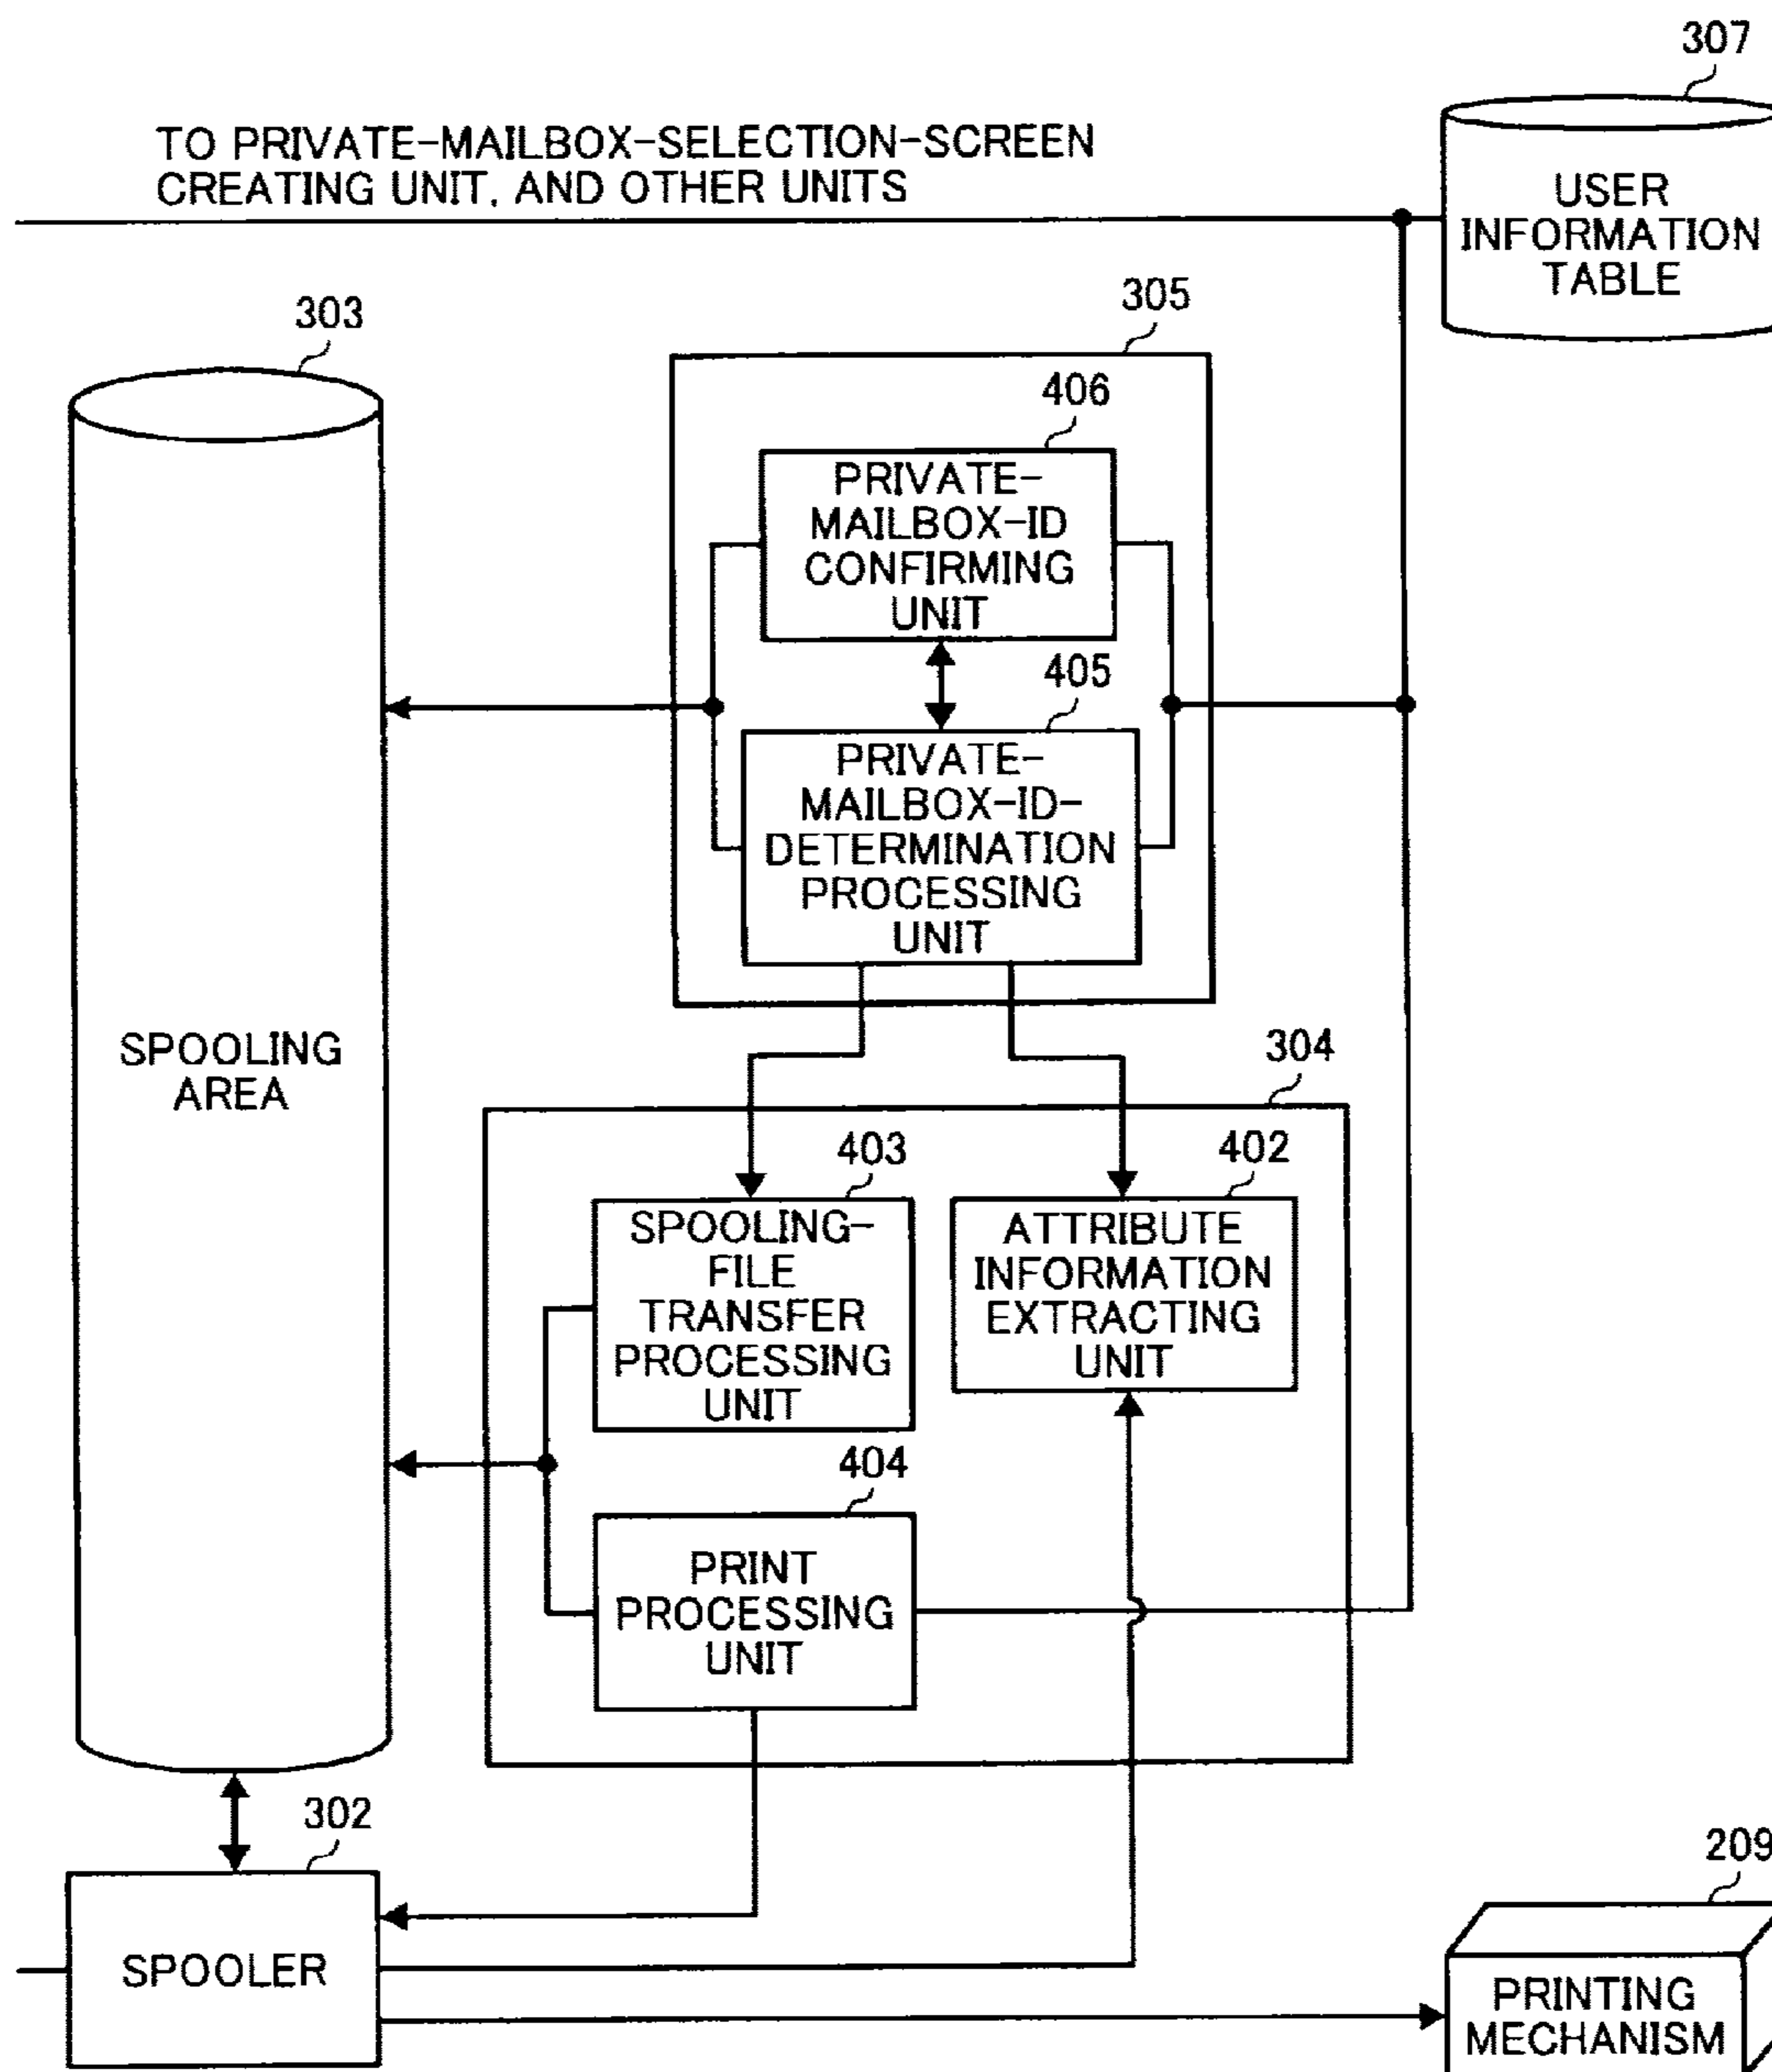 307
TO PRIVATE-MAILBOX-SELECTION-SCREEN
CREATING UNIT, AND OTHER UNITS
USER
INFORMATION
TABLE
303
305
406
PRIVATE-
MAILBOX-ID
CONFIRMING
UNIT
405
PRIVATE-
MAILBOX-ID-
DETERMINATION
PROCESSING
UNIT
SPOOLING
AREA
304
403
SPOOLING-
FILE
TRANSFER
PROCESSING
UNIT
402
ATTRIBUTE
INFORMATION
EXTRACTING
UNIT
404
PRINT
PROCESSING
UNIT
302
SPOOLER
209
PRINTING
MECHANISM